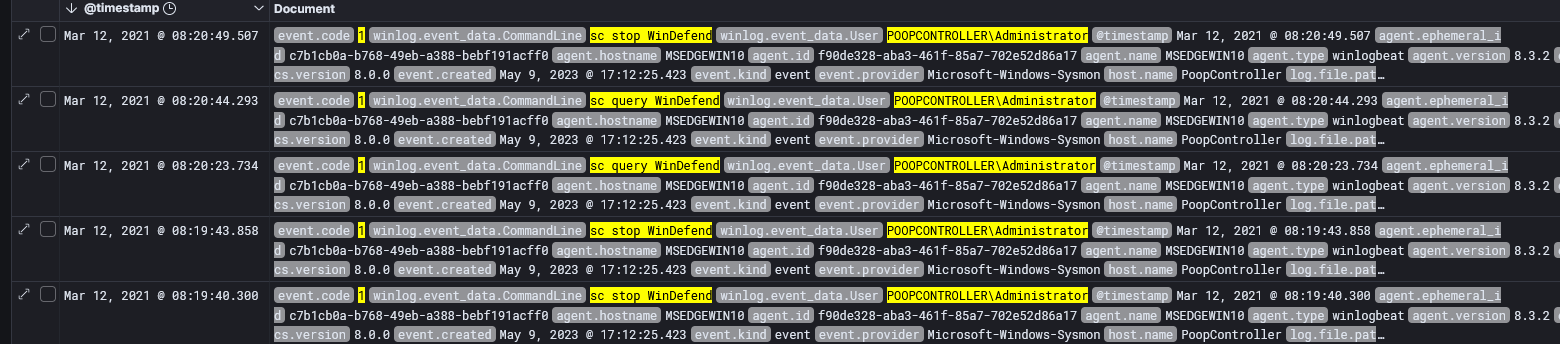 @timestamp Document
Mar 12, 2021 @ 08:20:49.507 event.code 1 winlog.event_data.CommandLine sc stop WinDefend winlog.event_data.User POOPCONTROLLER\Administrator @timestamp Mar 12, 2021 @ 08:20:49.507 agent.ephemeral_i
d c7b1cb0a-b768-49eb-a388-bebf191acff0 agent.hostname MSEDGEWIN10 agent.id f90de328-aba3-461f-85a7-702e52d86a17 agent.name MSEDGEWIN10 agent.type winlogbeat agent.version 8.3.2
cs.version 8.0.0 event.created May 9, 2023 @ 17:12:25.423 event.kind event event.provider Microsoft-Windows-Sysmon host.name PoopController log.file.pat…
Mar 12, 2021 @ 08:20:44.293 event.code 1 winlog.event_data.CommandLine sc query WinDefend winlog.event_data.User POOPCONTROLLER\Administrator @timestamp Mar 12, 2021 @ 08:20:44.293 agent.ephemeral_i
d c7b1cb0a-b768-49eb-a388-bebf191acff0 agent.hostname MSEDGEWIN10 agent.id f90de328-aba3-461f-85a7-702e52d86a17 agent.name MSEDGEWIN10 agent.type winlogbeat agent.version 8.3.2
cs.version 8.0.0 event.created May 9, 2023 @ 17:12:25.423 event.kind event event.provider Microsoft-Windows-Sysmon host.name PoopController log.file.pat…
Mar 12, 2021 @ 08:20:23.734 event.code 1 winlog.event_data.CommandLine sc query WinDefend winlog.event_data.User POOPCONTROLLER\Administrator @timestamp Mar 12, 2021 @ 08:20:23.734 agent.ephemeral_i
d c7b1cb0a-b768-49eb-a388-bebf191acff0 agent.hostname MSEDGEWIN10 agent.id f90de328-aba3-461f-85a7-702e52d86a17 agent.name MSEDGEWIN10 agent.type winlogbeat agent.version 8.3.2
cs.version 8.0.0 event.created May 9, 2023 @ 17:12:25.423 event.kind event event.provider Microsoft-Windows-Sysmon host.name PoopController log.file.pat…
Mar 12, 2021 @ 08:19:43.858 event.code 1 winlog.event_data.CommandLine sc stop WinDefend winlog.event_data.User POOPCONTROLLER\Administrator @timestamp Mar 12, 2021 @ 08:19:43.858 agent.ephemeral_i
d c7b1cb0a-b768-49eb-a388-bebf191acff0 agent.hostname MSEDGEWIN10 agent.id f90de328-aba3-461f-85a7-702e52d86a17 agent.name MSEDGEWIN10 agent.type winlogbeat agent.version 8.3.2
cs.version 8.0.0 event.created May 9, 2023 @ 17:12:25.423 event.kind event event.provider Microsoft-Windows-Sysmon host.name PoopController log.file.pat…
Mar 12, 2021 @ 08:19:40.300 event.code 1 winlog.event_data.CommandLine sc stop WinDefend winlog.event_data.User POOPCONTROLLER\Administrator @timestamp Mar 12, 2021 @ 08:19:40.300 agent.ephemeral_i
d c7b1cb0a-b768-49eb-a388-bebf191acff0 agent.hostname MSEDGEWIN10 agent.id f90de328-aba3-461f-85a7-702e52d86a17 agent.name MSEDGEWIN10 agent.type winlogbeat agent.version 8.3.2
cs.version 8.0.0 event.created May 9, 2023 @ 17:12:25.423 event.kind event event.provider Microsoft-Windows-Sysmon host.name PoopController log.file.pat…